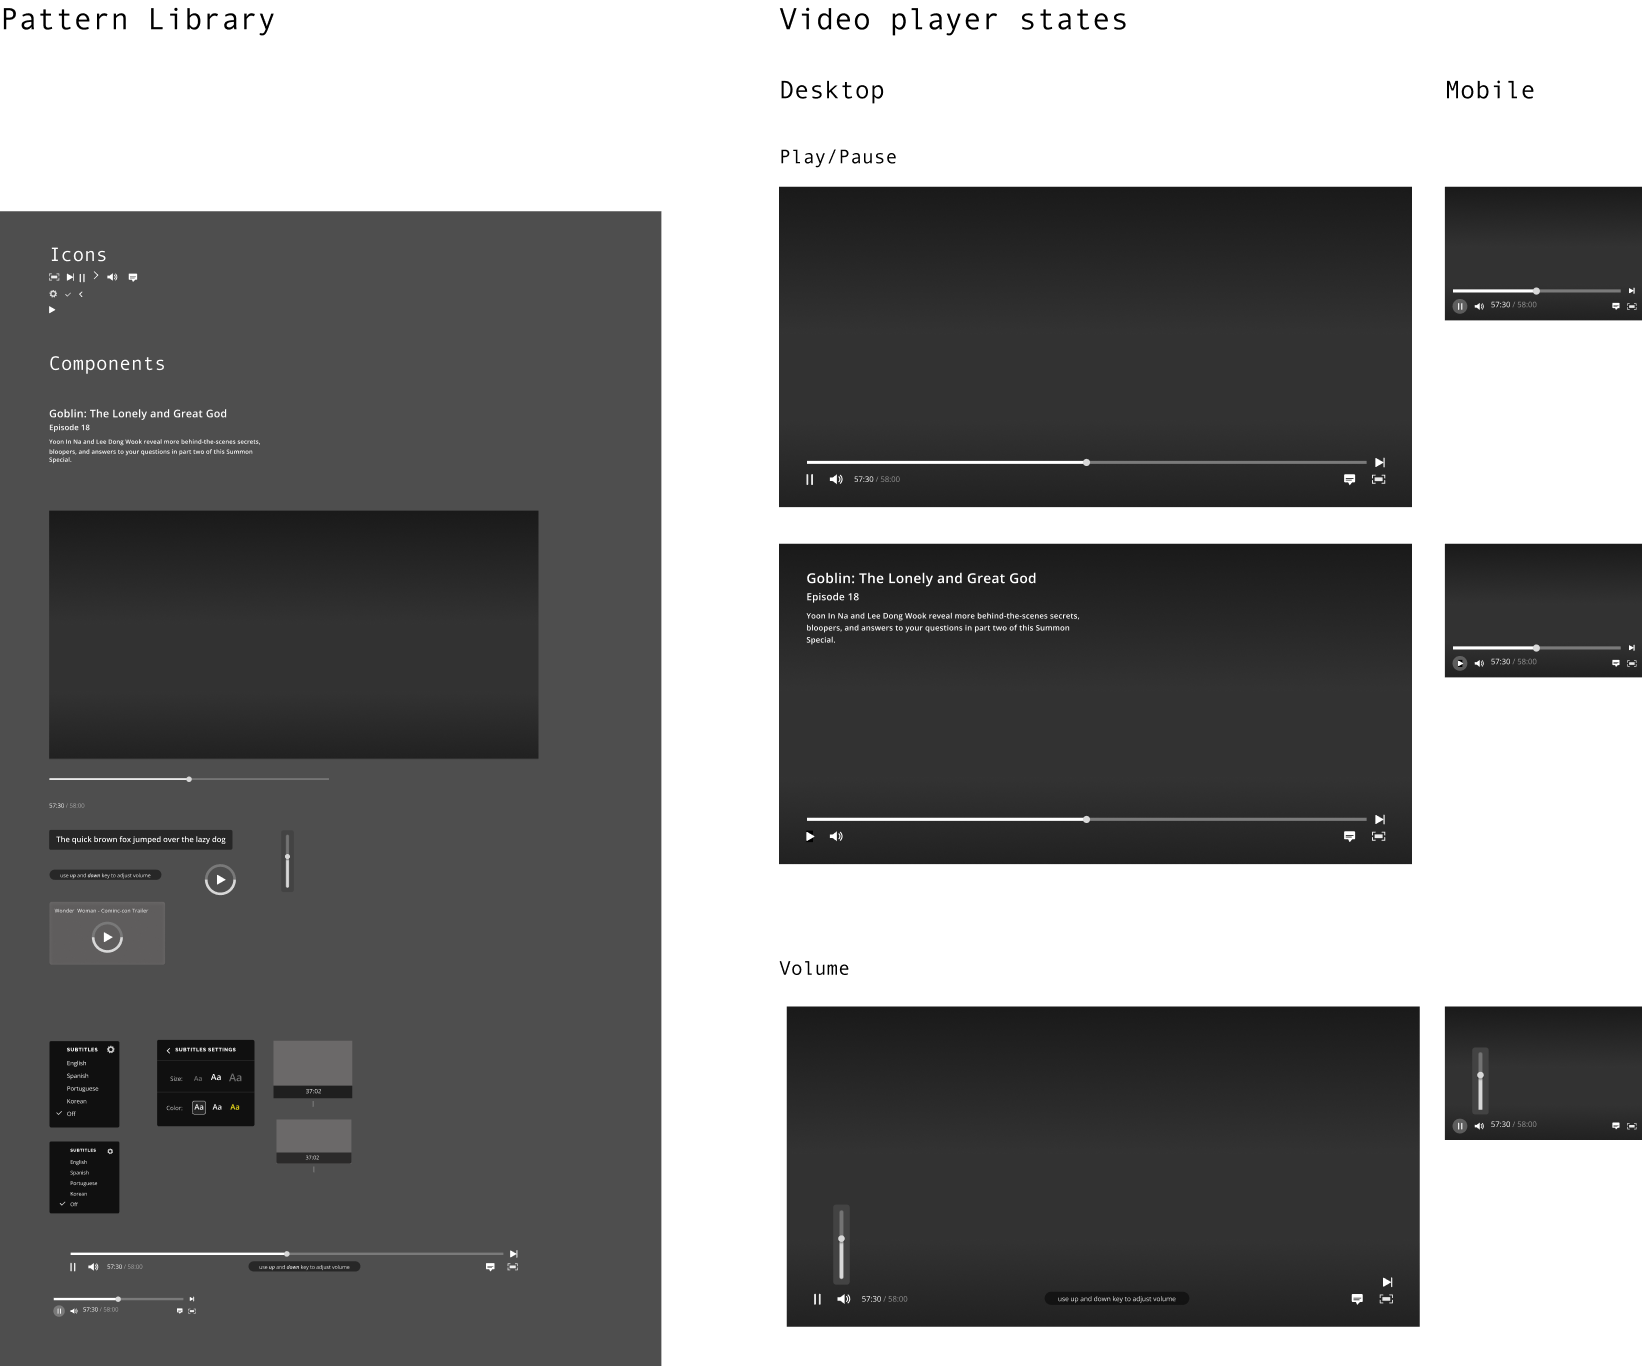 Pattern Library
Icons
Components
Goblin: The Lonely and Great God
Episode 18
Yoon In Na and Lee Dong Wook reveal more behind-the-scenes secrets,
bloopers, and answers to your questions in part two of this Summon
Special.
57:30 / 58:00
The quick brown fox jumped over the lazy dog
use up and down key to adjust volume
Wonder Woman - Cominc-con Trailer
SUBTITLES
English
Spanish
Portuguese
Korean
Off
SUBTITLES SETTINGS
Size: Aa Aa Aa
Color: Aa Aa Aa
37:02
37:02
SUBTITLES
English
Spanish
Portuguese
Korean
Off
57:30 / 58:00
use up and down key to adjust volume
57:30 / 58:00
Video player states
Desktop
Mobile
Play/Pause
57:30 / 58:00
57:30 / 58:00
Goblin: The Lonely and Great God
Episode 18
Yoon In Na and Lee Dong Wook reveal more behind-the-scenes secrets,
bloopers, and answers to your questions in part two of this Summon
Special.
57:30 / 58:00
Volume
57:30 / 58:00
use up and down key to adjust volume
57:30 / 58:00